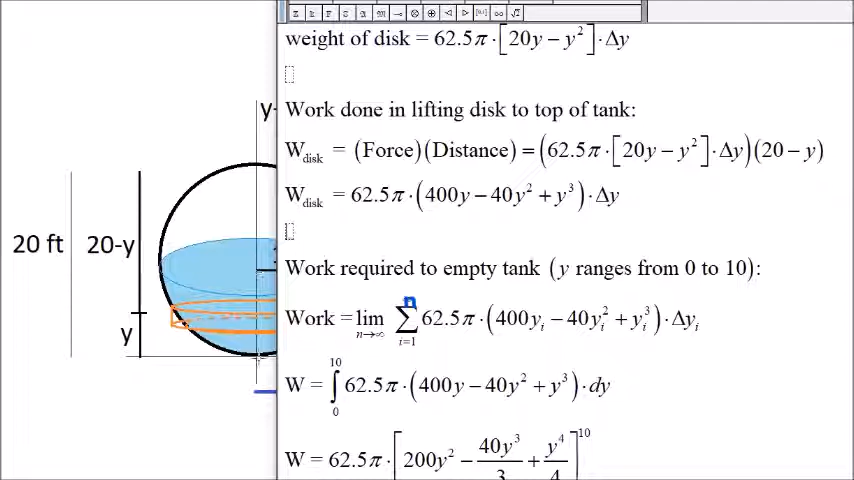 weight of disk = 62.5π · [20y − y²] · Δy
Work done in lifting disk to top of tank:
W_disk = (Force)(Distance) = (62.5π · [20y − y²] · Δy)(20 − y)
W_disk = 62.5π · (400y − 40y² + y³) · Δy
Work required to empty tank (y ranges from 0 to 10):
Work = lim_{n→∞} ∑_{i=1}^{n} 62.5π · (400y_i − 40y_i² + y_i³) · Δy_i
W = ∫_0^10 62.5π · (400y − 40y² + y³) · dy
W = 62.5π · [200y² − 40y³/3 + y⁴/4]^10
y
20 ft
20-y
y